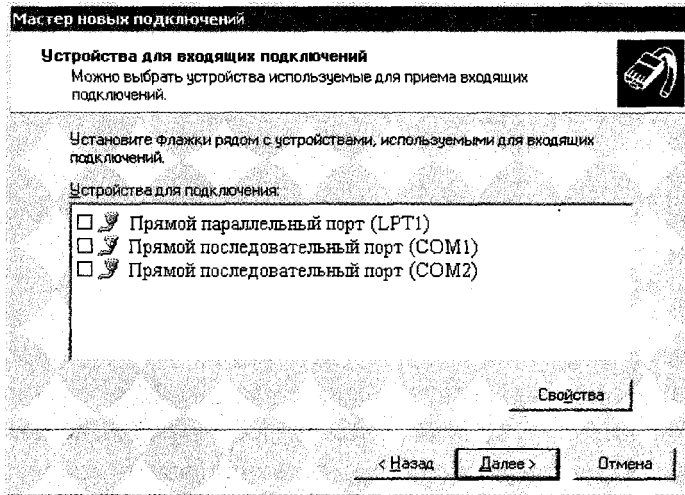 Мастер новых подключений
Устройства для входящих подключений
Можно выбрать устройства используемые для приема входящих
подключений.
Установите флажки рядом с устройствами, используемыми для входящих
подключений.
Устройства для подключения:
Прямой параллельный порт (LPT1)
Прямой последовательный порт (COM1)
Прямой последовательный порт (COM2)
Свойства
< Назад
Далее >
Отмена